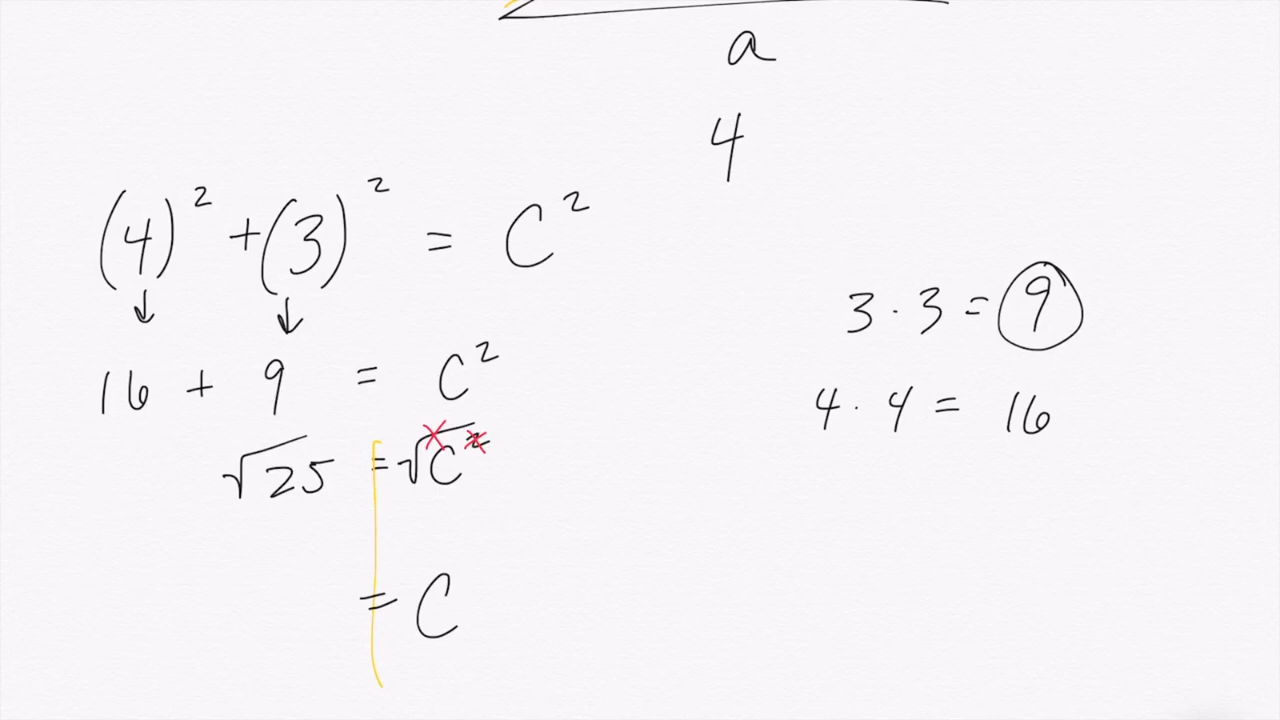 a
4
(4)² + (3)² = C²
3 · 3 = 9
16 + 9 = C²
4 · 4 = 16
√25 = √C²
= C